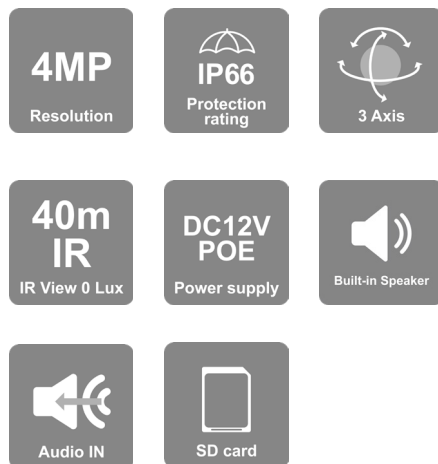 4MP
Resolution
IP66
Protection
rating
3 Axis
40m
IR
IR View 0 Lux
DC12V
POE
Power supply
Built-in Speaker
Audio IN
SD card